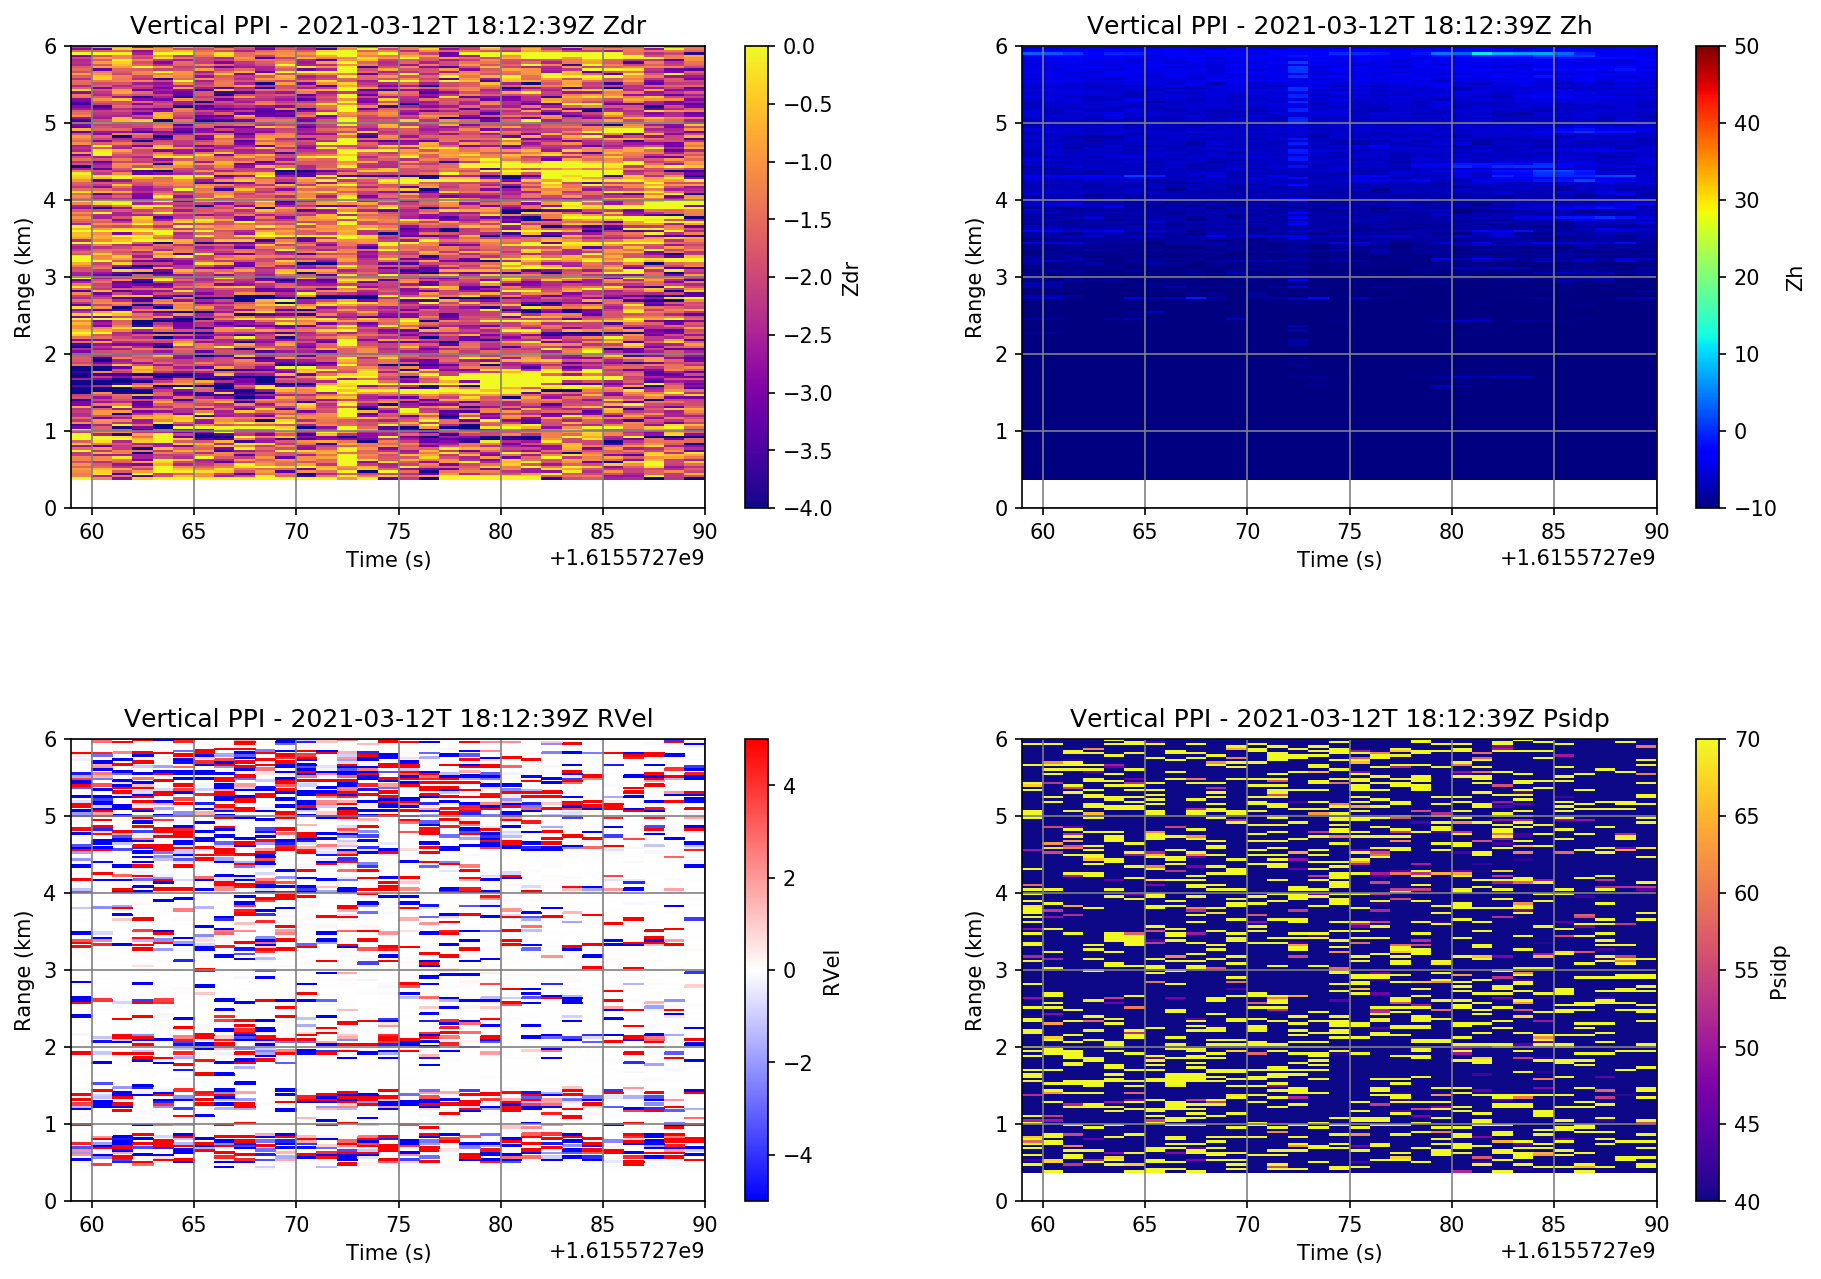 Vertical PPI - 2021-03-12T 18:12:39Z Zdr
6
5
4
3
2
1
0
Range (km)
60 65 70 75 80 85 90
Time (s)
+1.6155727e9
0.0
−0.5
−1.0
−1.5
−2.0
−2.5
−3.0
−3.5
−4.0
Zdr
Vertical PPI - 2021-03-12T 18:12:39Z Zh
6
5
4
3
2
1
0
Range (km)
60 65 70 75 80 85 90
Time (s)
+1.6155727e9
50
40
30
20
10
0
−10
Zh
Vertical PPI - 2021-03-12T 18:12:39Z RVel
6
5
4
3
2
1
0
Range (km)
60 65 70 75 80 85 90
Time (s)
+1.6155727e9
4
2
0
−2
−4
RVel
Vertical PPI - 2021-03-12T 18:12:39Z Psidp
6
5
4
3
2
1
0
Range (km)
60 65 70 75 80 85 90
Time (s)
+1.6155727e9
70
65
60
55
50
45
40
Psidp